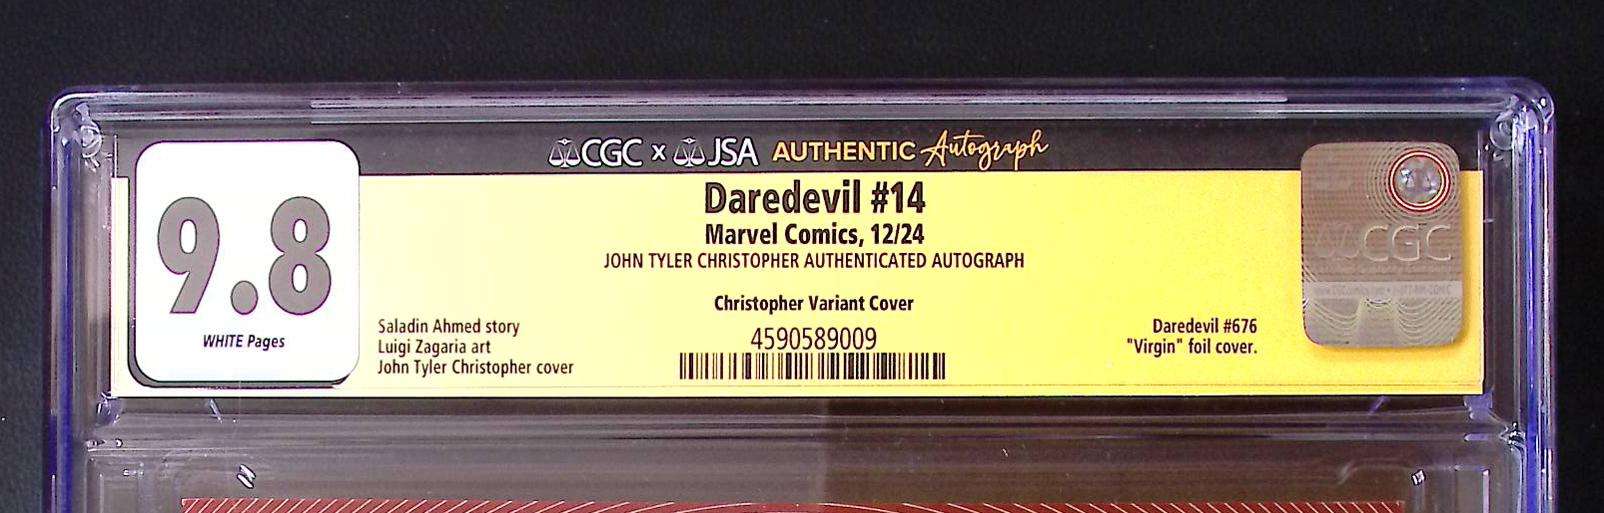 CGC x JSA AUTHENTIC Autograph
9.8
WHITE Pages
Daredevil #14
Marvel Comics, 12/24
JOHN TYLER CHRISTOPHER AUTHENTICATED AUTOGRAPH
Christopher Variant Cover
4590589009
Saladin Ahmed story
Luigi Zagaria art
John Tyler Christopher cover
Daredevil #676
"Virgin" foil cover.
CGC